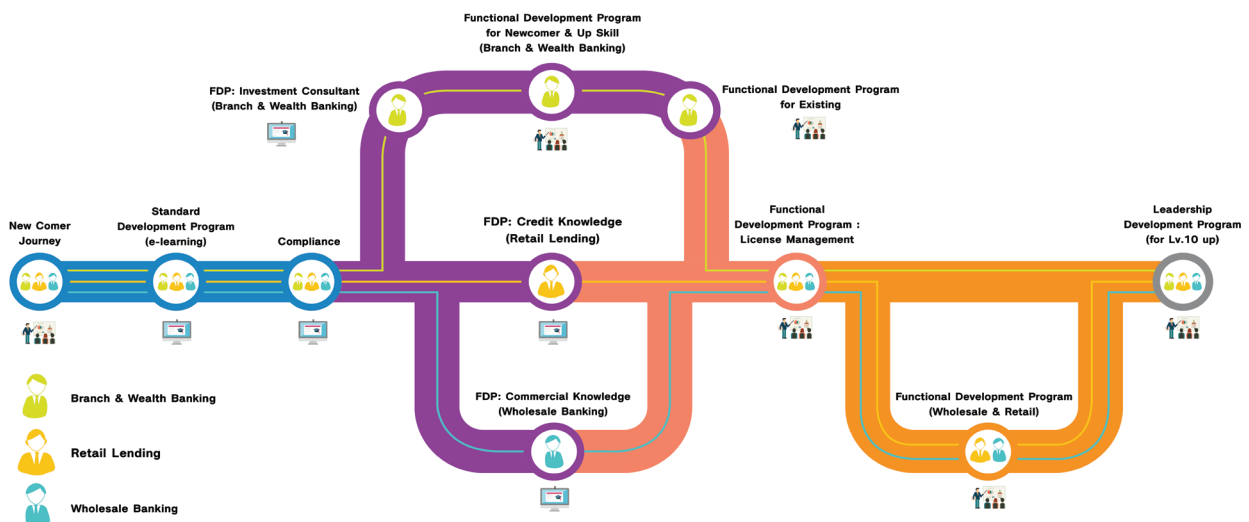 Functional Development Program
for Newcomer & Up Skill
(Branch & Wealth Banking)
FDP: Investment Consultant
(Branch & Wealth Banking)
Functional Development Program
for Existing
New Comer
Journey
Standard
Development Program
(e-learning)
Compliance
FDP: Credit Knowledge
(Retail Lending)
Functional
Development Program :
License Management
Leadership
Development Program
(for Lv.10 up)
FDP: Commercial Knowledge
(Wholesale Banking)
Functional Development Program
(Wholesale & Retail)
Branch & Wealth Banking
Retail Lending
Wholesale Banking